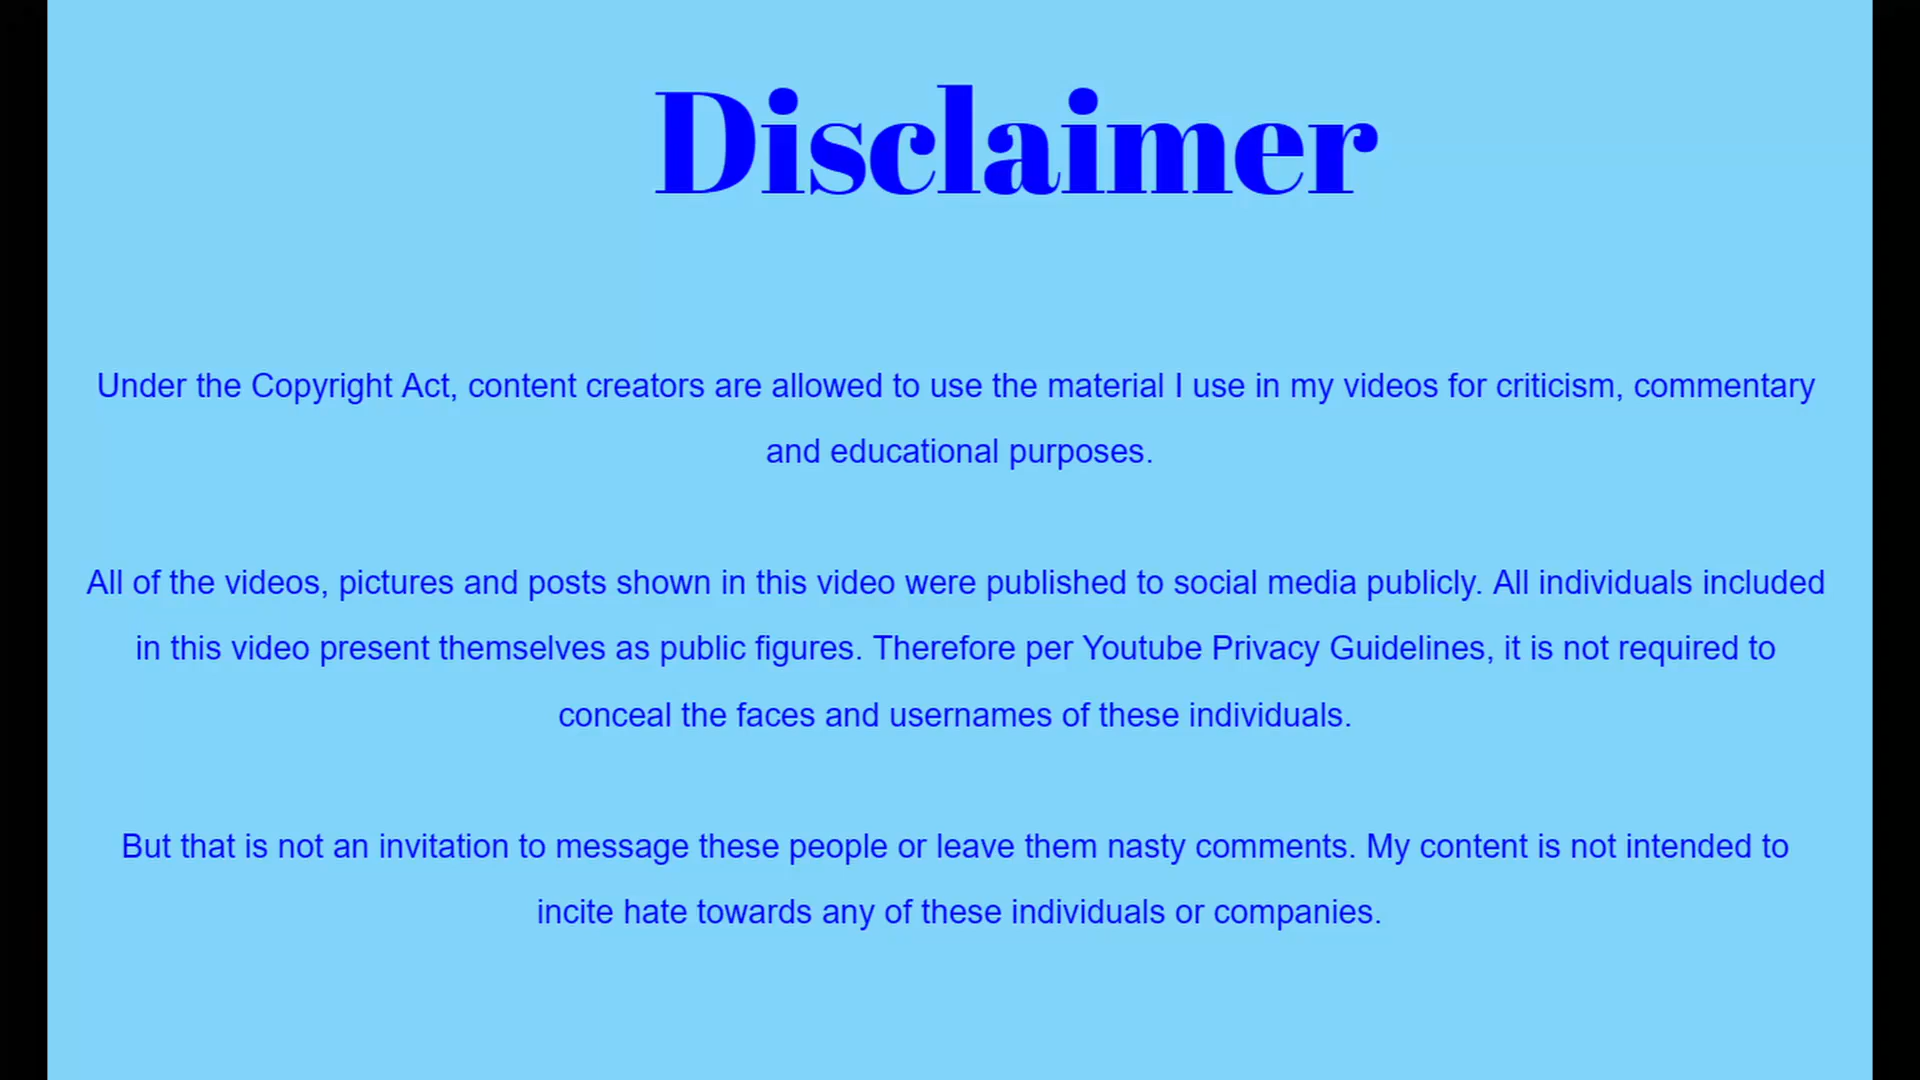 Disclaimer
Under the Copyright Act, content creators are allowed to use the material I use in my videos for criticism, commentary
and educational purposes.
All of the videos, pictures and posts shown in this video were published to social media publicly. All individuals included
in this video present themselves as public figures. Therefore per Youtube Privacy Guidelines, it is not required to
conceal the faces and usernames of these individuals.
But that is not an invitation to message these people or leave them nasty comments. My content is not intended to
incite hate towards any of these individuals or companies.